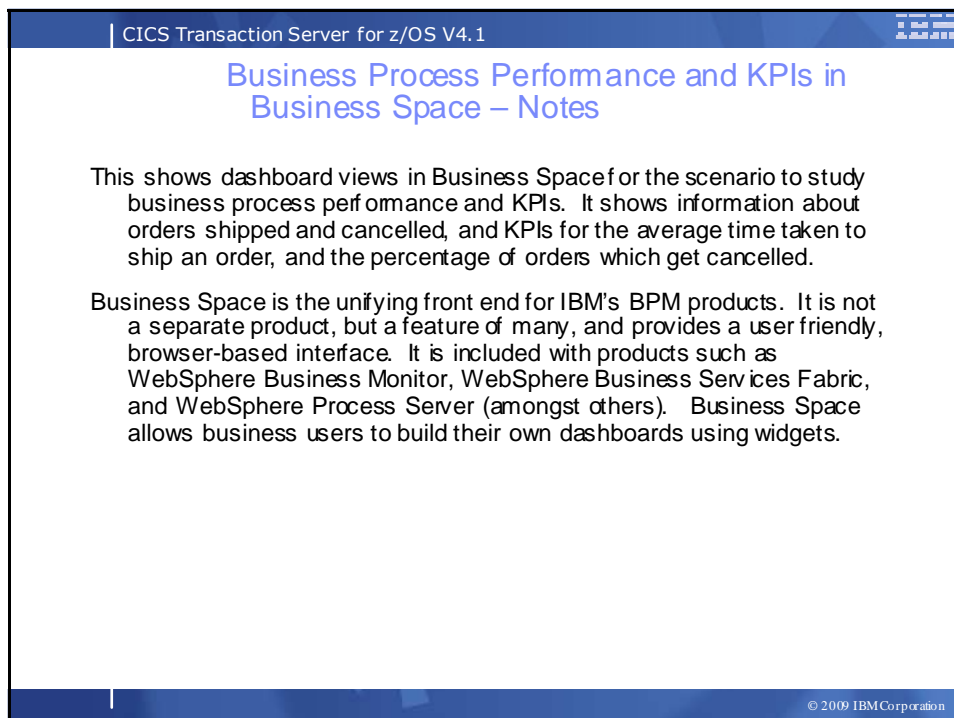 CICS Transaction Server for z/OS V4.1
IBM
Business Process Performance and KPIs in
Business Space – Notes
This shows dashboard views in Business Space for the scenario to study
business process performance and KPIs. It shows information about
orders shipped and cancelled, and KPIs for the average time taken to
ship an order, and the percentage of orders which get cancelled.
Business Space is the unifying front end for IBM's BPM products. It is not
a separate product, but a feature of many, and provides a user friendly,
browser-based interface. It is included with products such as
WebSphere Business Monitor, WebSphere Business Services Fabric,
and WebSphere Process Server (amongst others). Business Space
allows business users to build their own dashboards using widgets.
© 2009 IBM Corporation